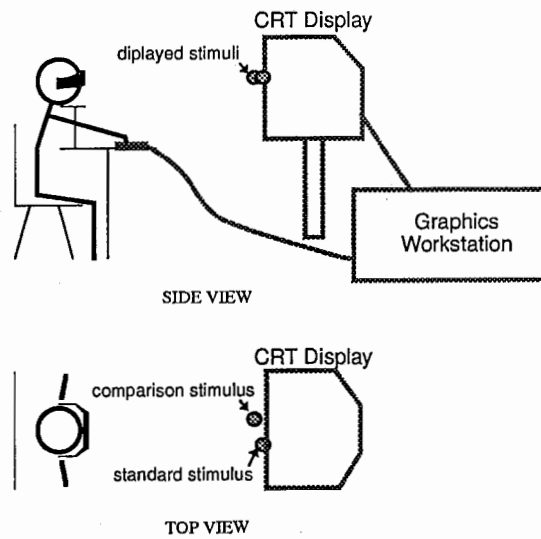 CRT Display
diplayed stimuli
Graphics
Workstation
SIDE VIEW
CRT Display
comparison stimulus
standard stimulus
TOP VIEW